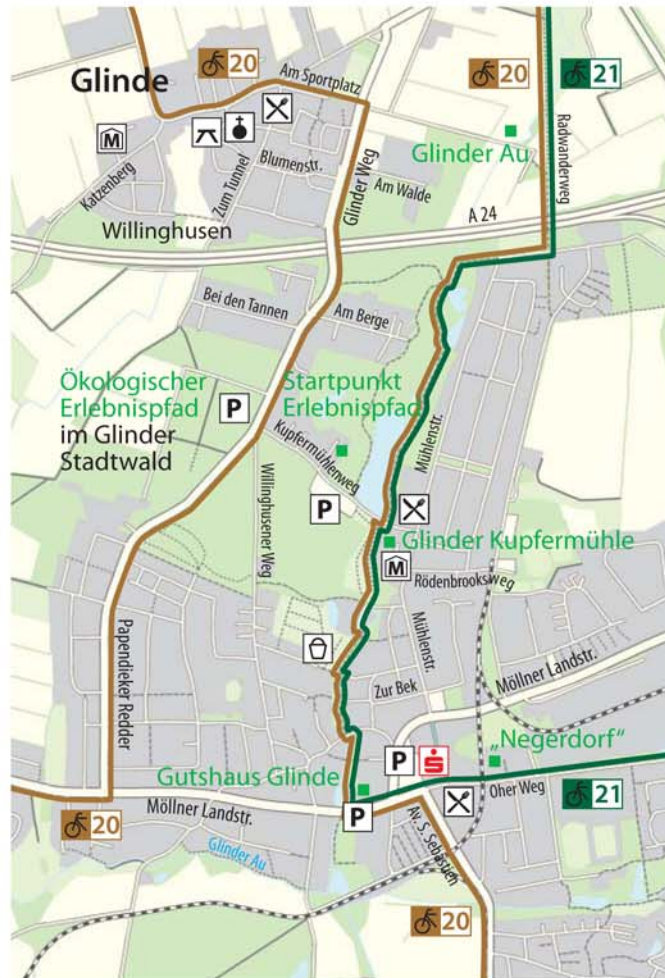 20
20
21
Am Sportplatz
Glinde
M
Katzenberg
Zum Tunnel
Blumenstr.
Glinder Weg
Am Walde
Glinder Au
Radwanderweg
A 24
Willinghusen
Bei den Tannen
Am Berge
Ökologischer
Erlebnispfad
im Glinder
Stadtwald
P
Startpunkt
Erlebnispfad
Kupfermühlenweg
P
Mühlenstr.
Willinghusener Weg
Glinder Kupfermühle
M
Rödenbrooksweg
Papendieker Redder
Mühlenstr.
Möllner Landstr.
Zur Bek
P
S
„Negerdorf“
Gutshaus Glinde
P
Oher Weg
21
20
Möllner Landstr.
Av. S. Sebastien
Glinder Au
20